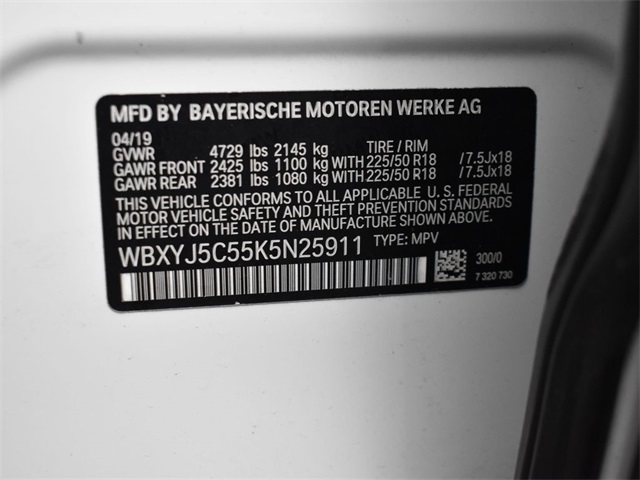 MFD BY BAYERISCHE MOTOREN WERKE AG
04/19 TIRE / RIM
GVWR 4729 lbs 2145 kg
GAWR FRONT 2425 lbs 1100 kg WITH 225/50 R18 /7.5Jx18
GAWR REAR 2381 lbs 1080 kg WITH 225/50 R18 /7.5Jx18
THIS VEHICLE CONFORMS TO ALL APPLICABLE U. S. FEDERAL
MOTOR VEHICLE SAFETY AND THEFT PREVENTION STANDARDS
IN EFFECT ON THE DATE OF MANUFACTURE SHOWN ABOVE.
WBXYJ5C55K5N25911 TYPE: MPV
300/0
7 320 730